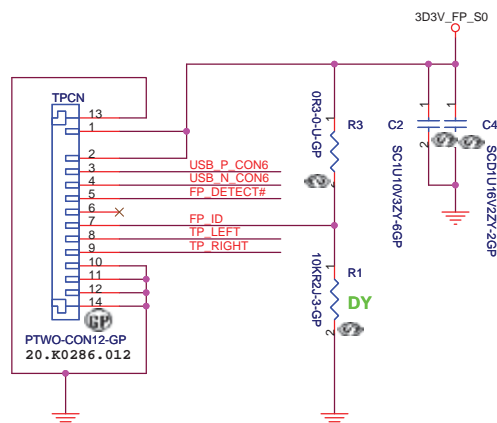 3D3V_FP_S0
TPCN
13
1
2
3
4
5
6
7
8
9
10
11
12
14
USB_P_CON6
USB_N_CON6
FP_DETECT#
FP_ID
TP_LEFT
TP_RIGHT
GP
PTWO-CON12-GP
20.K0286.012
1
R3
0R3-0-U-GP
2
1
R1
10KR2J-3-GP
DY
2
1
C2
2
SC1U10V3ZY-6GP
1
C4
SCD1U16V2ZY-2GP